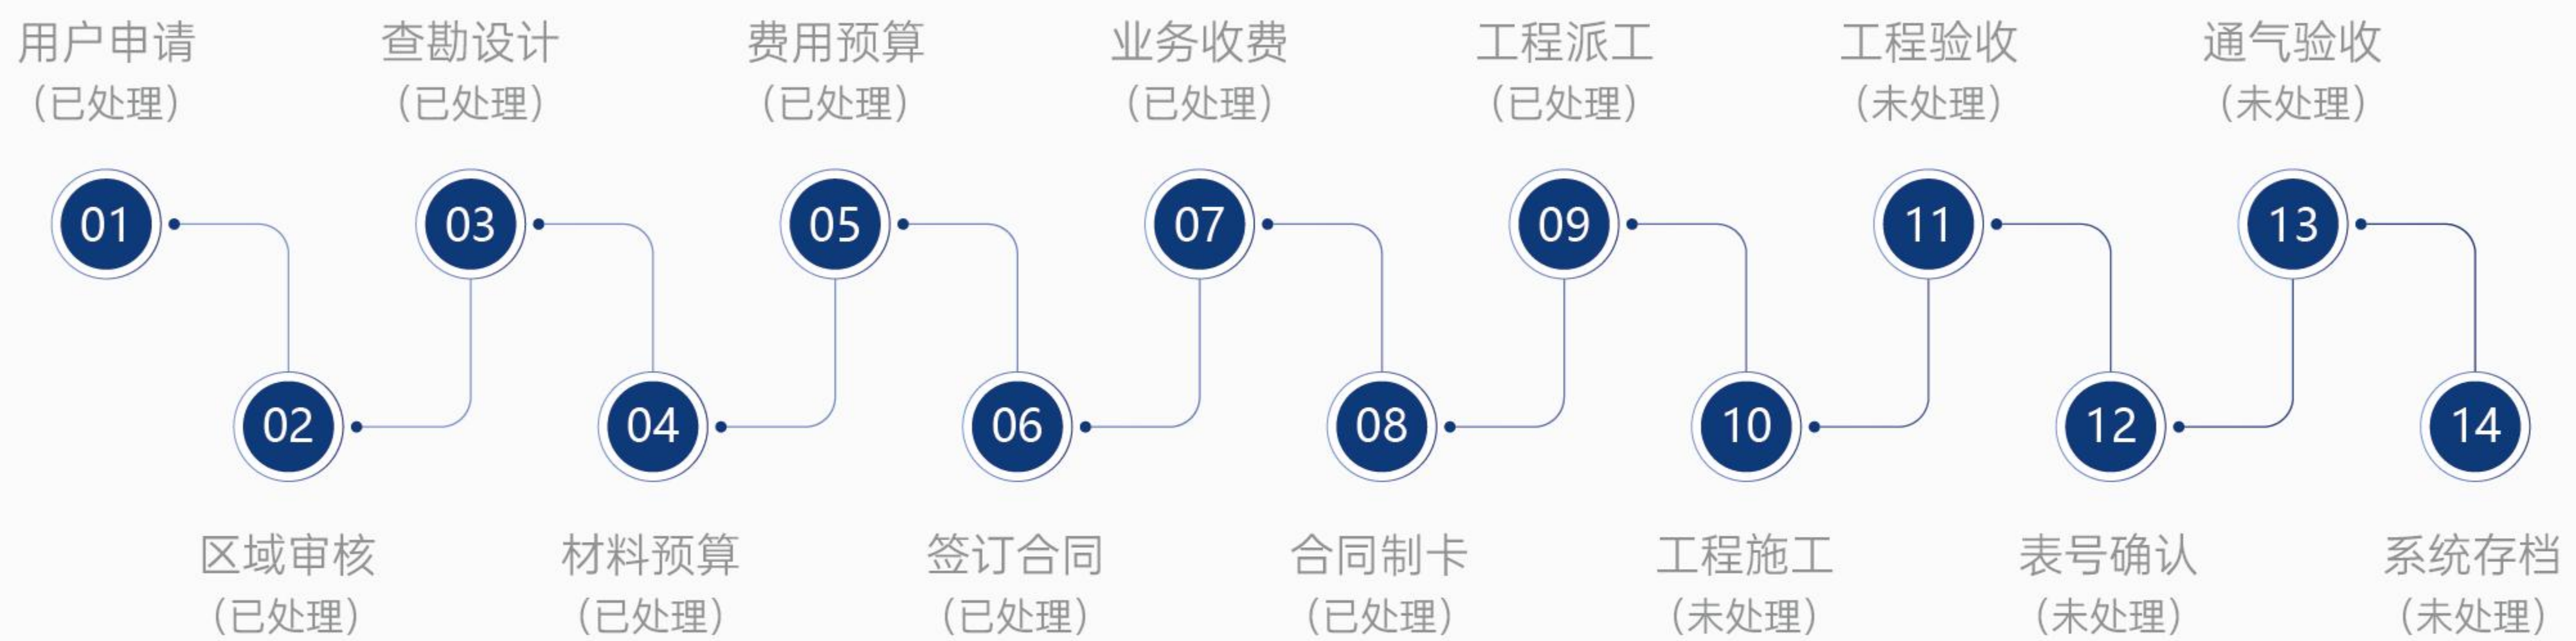 用户申请
（已处理）
查勘设计
（已处理）
费用预算
（已处理）
业务收费
（已处理）
工程派工
（已处理）
工程验收
（未处理）
通气验收
（未处理）
01
03
05
07
09
11
13
02
04
06
08
10
12
14
区域审核
（已处理）
材料预算
（已处理）
签订合同
（已处理）
合同制卡
（已处理）
工程施工
（未处理）
表号确认
（未处理）
系统存档
（未处理）